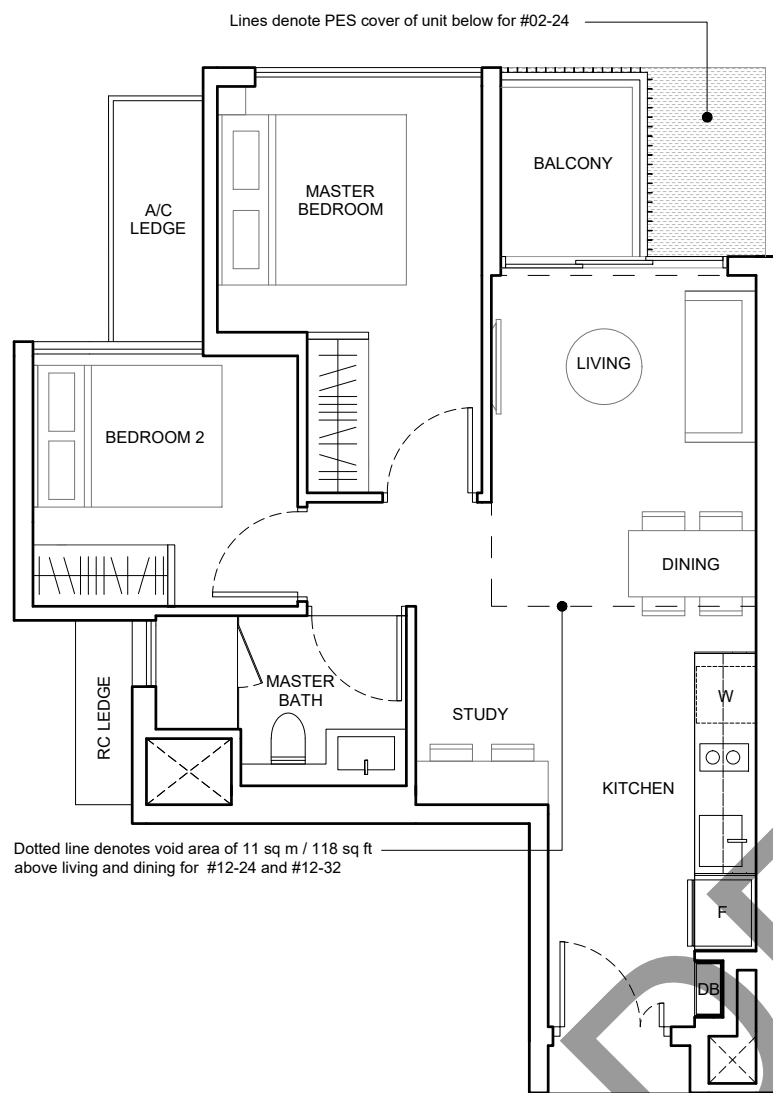 Lines denote PES cover of unit below for #02-24
BALCONY
MASTER
BEDROOM
A/C
LEDGE
LIVING
BEDROOM 2
DINING
MASTER
BATH
W
RC LEDGE
STUDY
KITCHEN
Dotted line denotes void area of 11 sq m / 118 sq ft
above living and dining for #12-24 and #12-32
F
DB